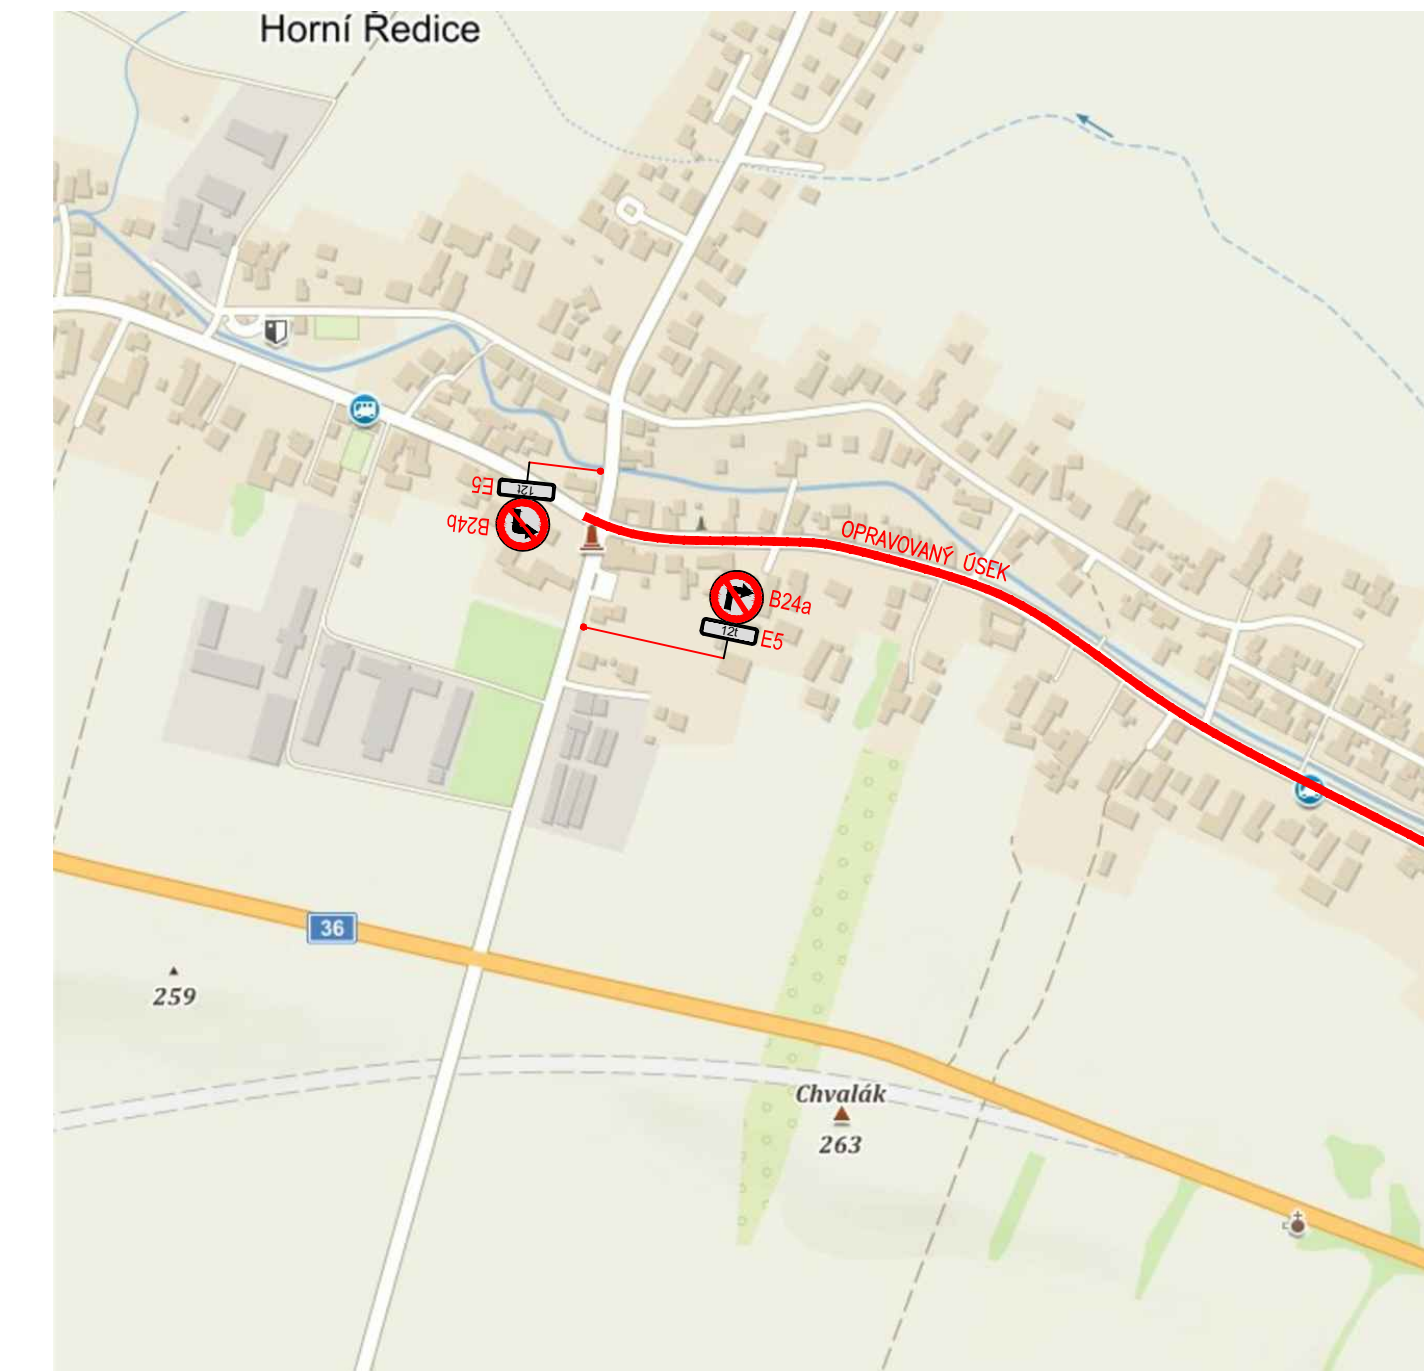 Horní Ředice
E5
12t
B24b
OPRAVOVANÝ ÚSEK
B24a
12t
E5
36
259
Chvalák
263